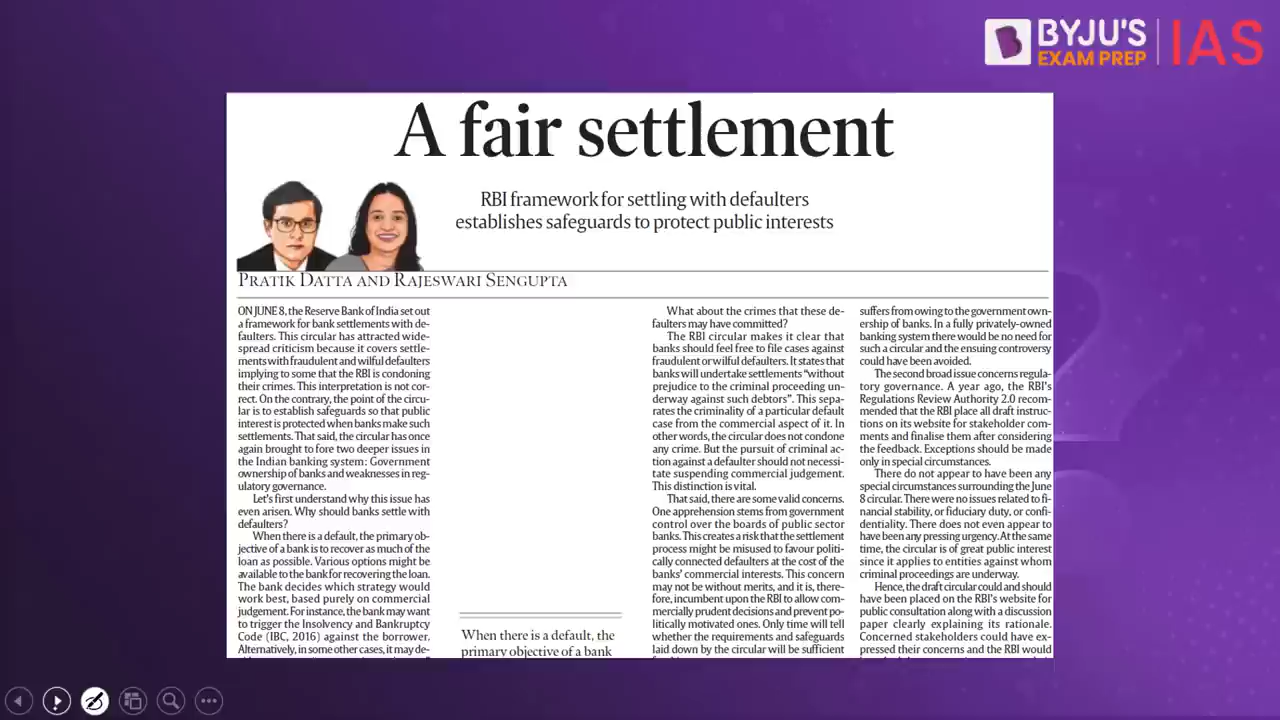 BYJU'S
EXAM PREP
IAS
A fair settlement
RBI framework for settling with defaulters
establishes safeguards to protect public interests
PRATIK DATTA AND RAJESWARI SENGUPTA
ON JUNE 8, the Reserve Bank of India set out
a framework for bank settlements with de-
faulters. This circular has attracted wide-
spread criticism because it covers settle-
ments with fraudulent and wilful defaulters
implying to some that the RBI is condoning
their crimes. This interpretation is not cor-
rect. On the contrary, the point of the circu-
lar is to establish safeguards so that public
interest is protected when banks make such
settlements. That said, the circular has once
again brought to fore two deeper issues in
the Indian banking system: Government
ownership of banks and weaknesses in reg-
ulatory governance.
Let's first understand why this issue has
even arisen. Why should banks settle with
defaulters?
When there is a default, the primary ob-
jective of a bank is to recover as much of the
loan as possible. Various options might be
available to the bank for recovering the loan.
The bank decides which strategy would
work best, based purely on commercial
judgement. For instance, the bank may want
to trigger the Insolvency and Bankruptcy
Code (IBC, 2016) against the borrower.
Alternatively, in some other cases, it may de-
When there is a default, the
primary objective of a bank
What about the crimes that these de-
faulters may have committed?
The RBI circular makes it clear that
banks should feel free to file cases against
fraudulent or wilful defaulters. It states that
banks will undertake settlements "without
prejudice to the criminal proceeding un-
derway against such debtors". This sepa-
rates the criminality of a particular default
case from the commercial aspect of it. In
other words, the circular does not condone
any crime. But the pursuit of criminal ac-
tion against a defaulter should not necessi-
tate suspending commercial judgement.
This distinction is vital.
That said, there are some valid concerns.
One apprehension stems from government
control over the boards of public sector
banks. This creates a risk that the settlement
process might be misused to favour politi-
cally connected defaulters at the cost of the
banks' commercial interests. This concern
may not be without merits, and it is, there-
fore, incumbent upon the RBI to allow com-
mercially prudent decisions and prevent po-
litically motivated ones. Only time will tell
whether the requirements and safeguards
laid down by the circular will be sufficient
suffers from owing to the government own-
ership of banks. In a fully privately-owned
banking system there would be no need for
such a circular and the ensuing controversy
could have been avoided.
The second broad issue concerns regula-
tory governance. A year ago, the RBI's
Regulations Review Authority 2.0 recom-
mended that the RBI place all draft instruc-
tions on its website for stakeholder com-
ments and finalise them after considering
the feedback. Exceptions should be made
only in special circumstances.
There do not appear to have been any
special circumstances surrounding the June
8 circular. There were no issues related to fi-
nancial stability, or fiduciary duty, or confi-
dentiality. There does not even appear to
have been any pressing urgency. At the same
time, the circular is of great public interest
since it applies to entities against whom
criminal proceedings are underway.
Hence, the draft circular could and should
have been placed on the RBI's website for
public consultation along with a discussion
paper clearly explaining its rationale.
Concerned stakeholders could have ex-
pressed their concerns and the RBI would